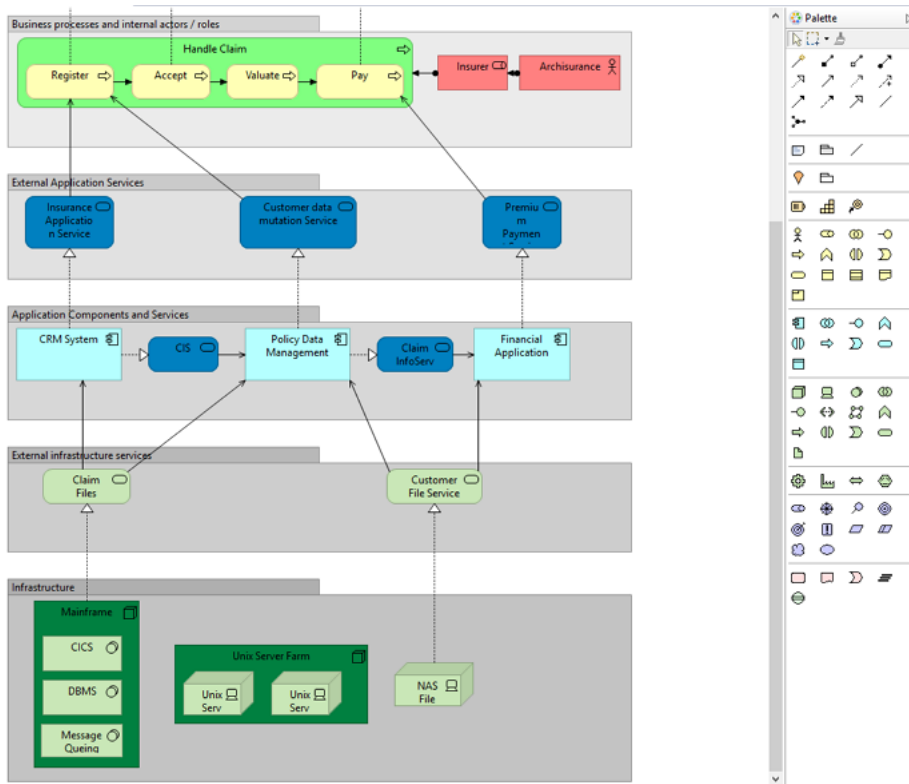 Business processes and internal actors / roles
Palette
Handle Claim
Register
Accept
Valuate
Pay
Insurer
Archisurance
External Application Services
Insurance
Applicatio
n Service
Customer data
mutation Service
Premiu
m
Paymen
Application Components and Services
CRM System
CIS
Policy Data
Management
Claim
InfoServ
Financial
Application
External infrastructure services
Claim
Files
Customer
File Service
Infrastructure
Mainframe
CICS
DBMS
Message
Queing
Unix Server Farm
Unix
Serv
Unix
Serv
NAS
File